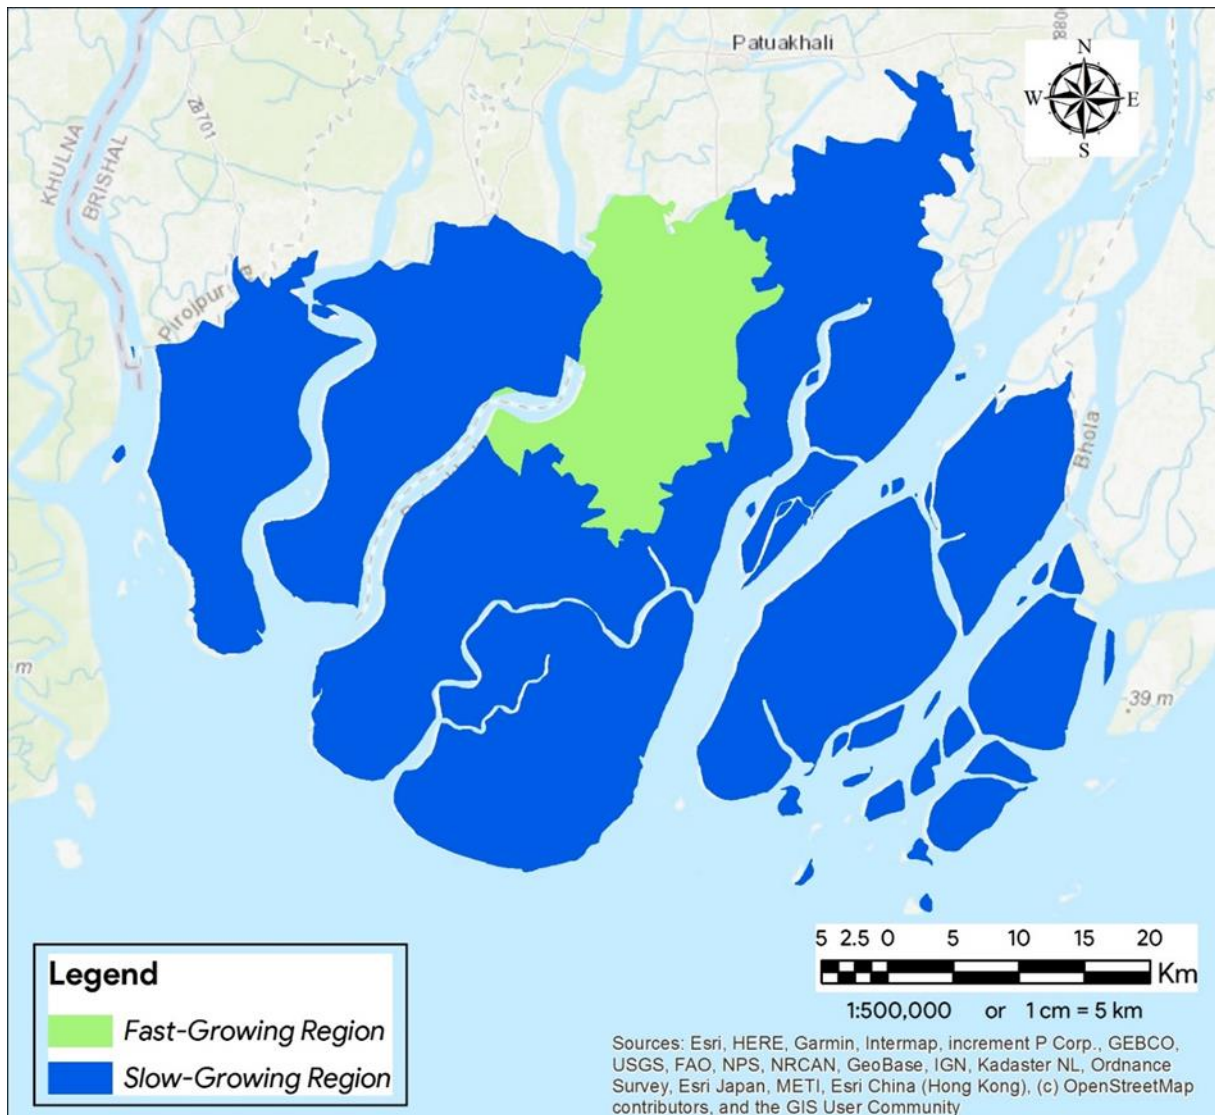 Patuakhali
880
N
W
E
S
Z8701
KHULNA
BRISHAL
Pirojpur
Bhola
m
-39 m
5 2.5 0 5 10 15 20
Km
1:500,000 or 1 cm = 5 km
Legend
Fast-Growing Region
Slow-Growing Region
Sources: Esri, HERE, Garmin, Intermap, increment P Corp., GEBCO,
USGS, FAO, NPS, NRCAN, GeoBase, IGN, Kadaster NL, Ordnance
Survey, Esri Japan, METI, Esri China (Hong Kong), (c) OpenStreetMap
contributors, and the GIS User Community